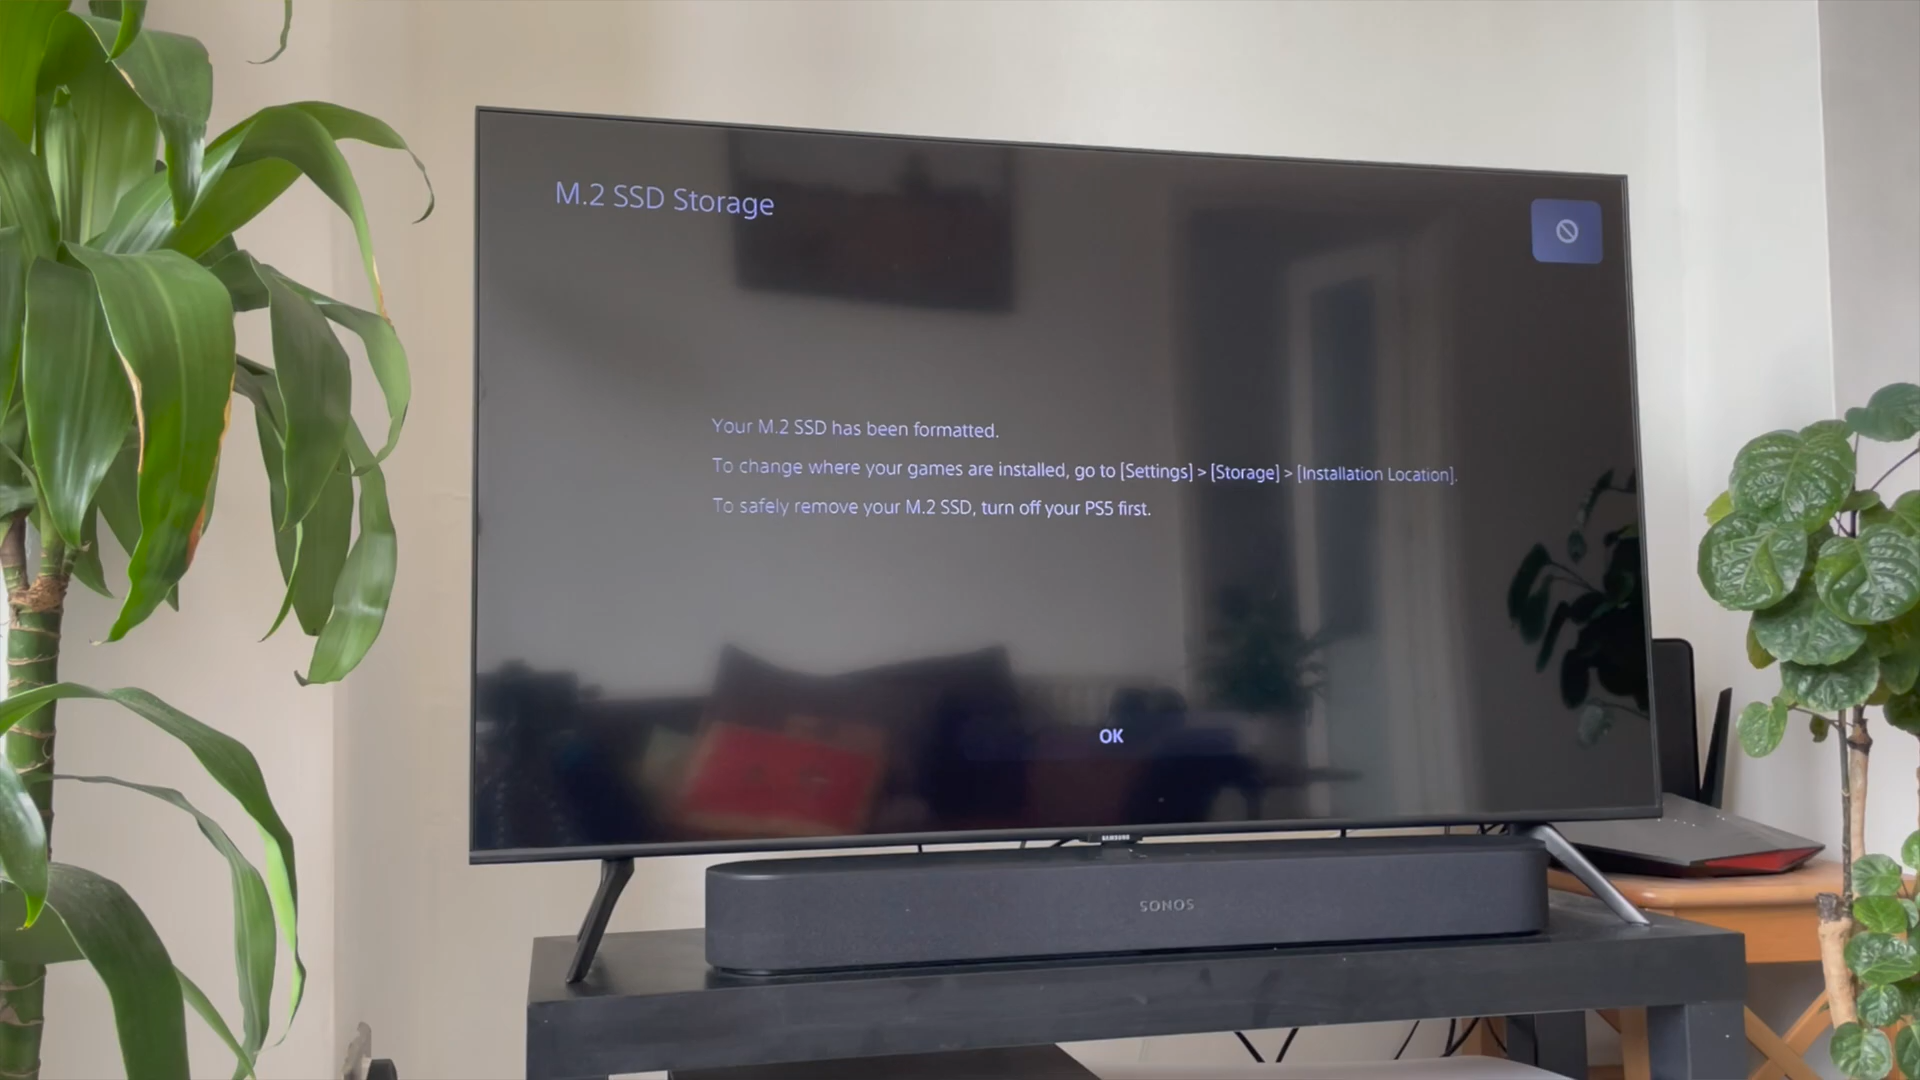 M.2 SSD Storage
Your M.2 SSD has been formatted.
To change where your games are installed, go to [Settings] > [Storage] > [Installation Location].
To safely remove your M.2 SSD, turn off your PS5 first.
OK
SAMSUNG
SONOS